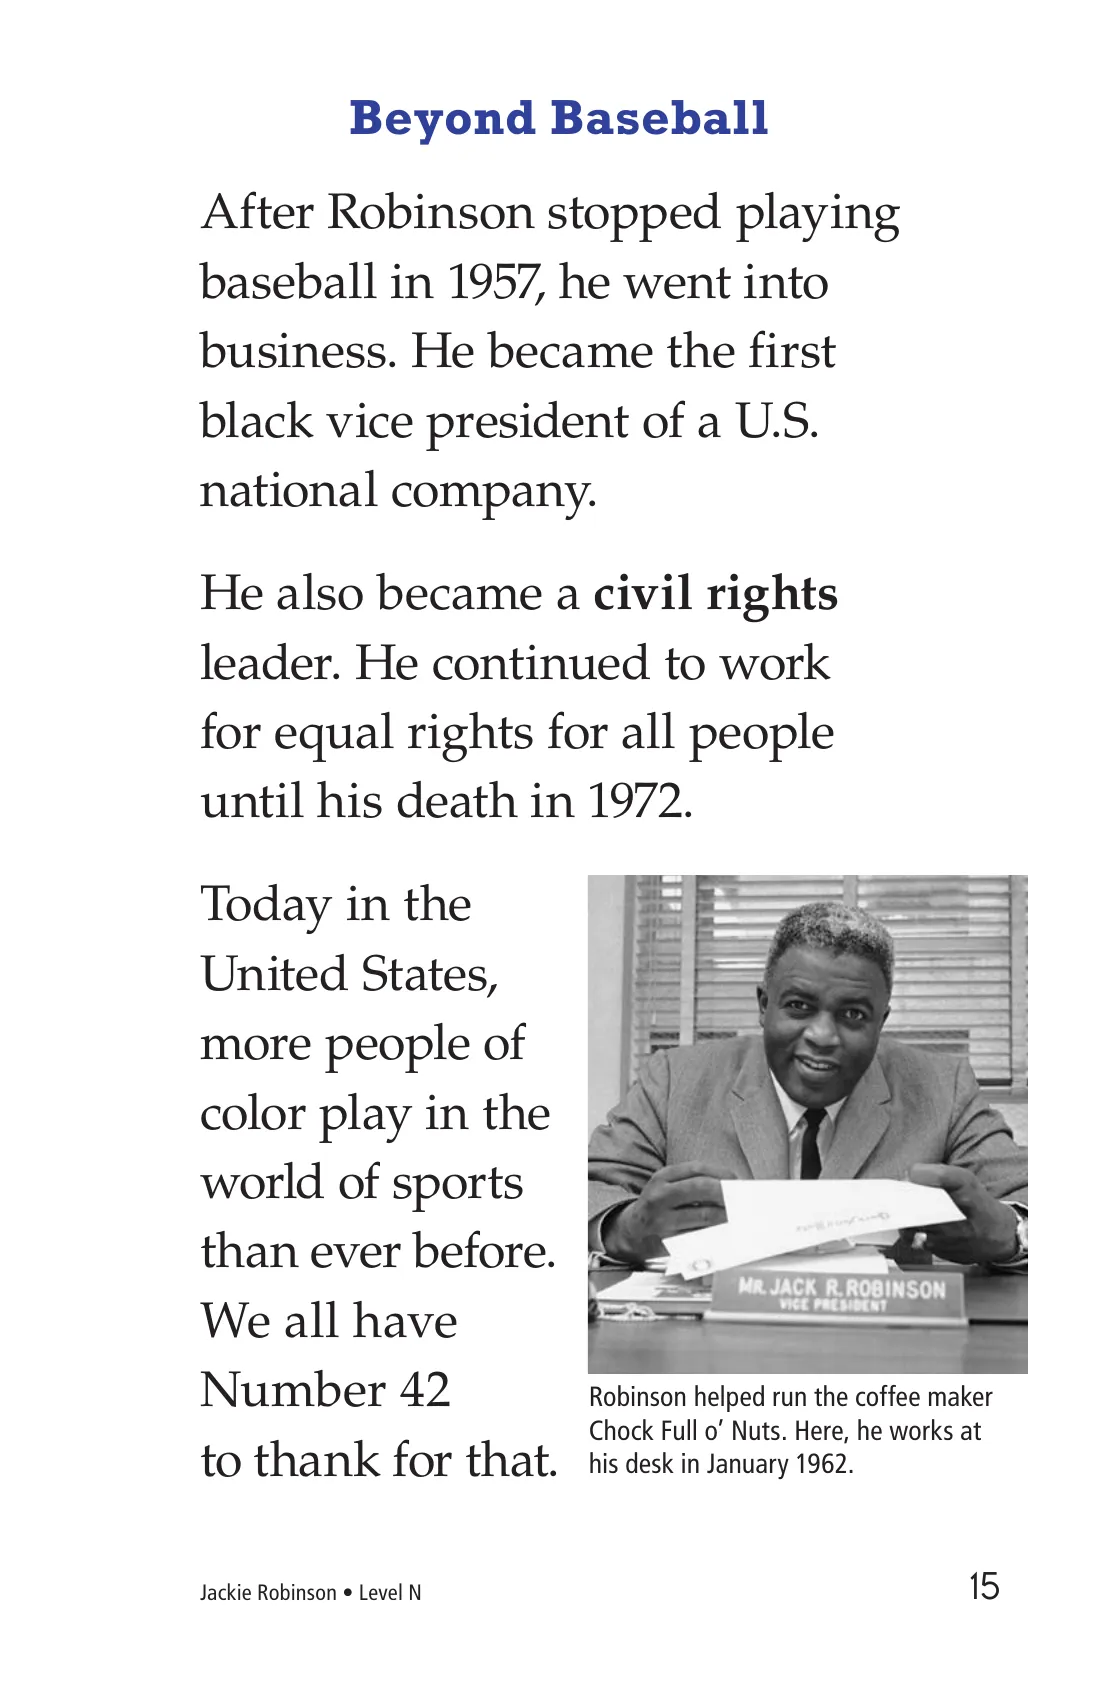 Beyond Baseball
After Robinson stopped playing
baseball in 1957, he went into
business. He became the first
black vice president of a U.S.
national company.
He also became a civil rights
leader. He continued to work
for equal rights for all people
until his death in 1972.
Today in the
United States,
more people of
color play in the
world of sports
than ever before.
We all have
Number 42
to thank for that.
MR. JACK R. ROBINSON
VICE PRESIDENT
Robinson helped run the coffee maker
Chock Full o’ Nuts. Here, he works at
his desk in January 1962.
Jackie Robinson • Level N
15